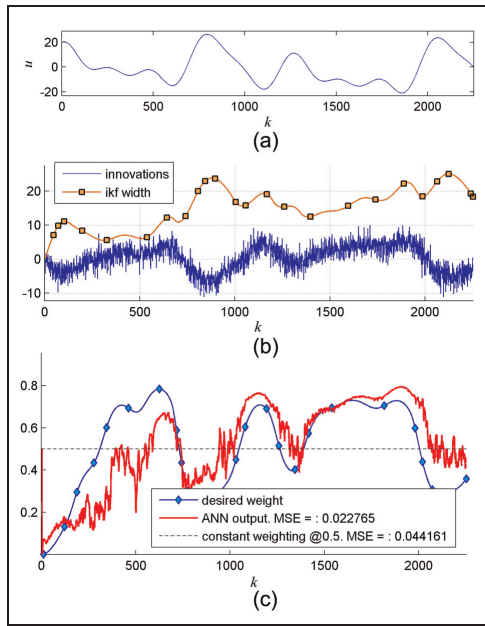 20
0
-20
u
0
500
1000
1500
2000
k
(a)
innovations
ikf width
20
10
0
-10
0
500
1000
1500
2000
k
(b)
0.8
0.6
0.4
0.2
desired weight
ANN output. MSE = : 0.022765
constant weighting @0.5. MSE = : 0.044161
0
500
1000
1500
2000
k
(c)